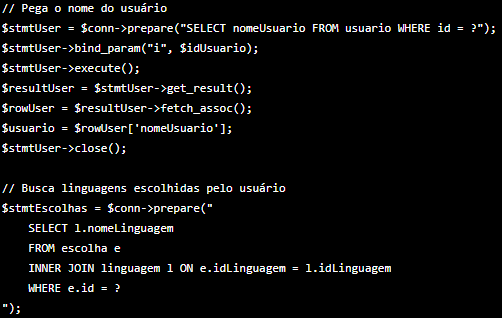 // Pega o nome do usuário
$stmtUser = $conn->prepare("SELECT nomeUsuario FROM usuario WHERE id = ?");
$stmtUser->bind_param("i", $idUsuario);
$stmtUser->execute();
$resultUser = $stmtUser->get_result();
$rowUser = $resultUser->fetch_assoc();
$usuario = $rowUser['nomeUsuario'];
$stmtUser->close();

// Busca linguagens escolhidas pelo usuário
$stmtEscolhas = $conn->prepare("
    SELECT l.nomeLinguagem
    FROM escolha e
    INNER JOIN linguagem l ON e.idLinguagem = l.idLinguagem
    WHERE e.id = ?
");